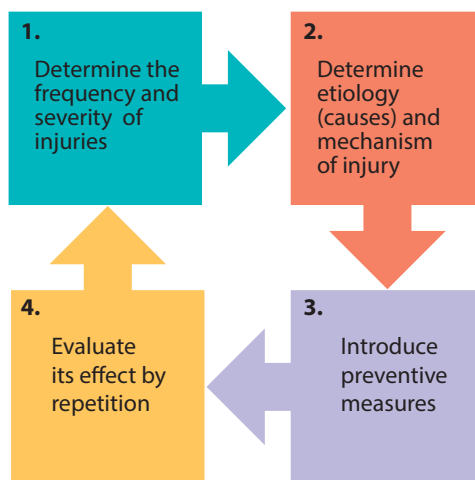 1.
Determine the
frequency and
severity of
injuries
2.
Determine
etiology
(causes) and
mechanism
of injury
3.
Introduce
preventive
measures
4.
Evaluate
its effect by
repetition